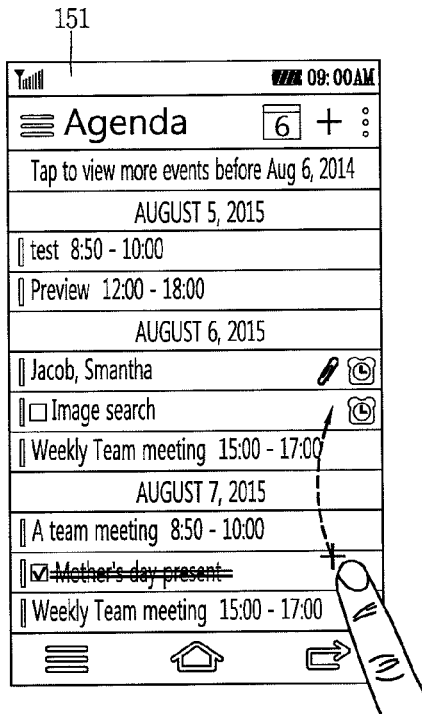 151
09:00AM
Agenda
6
Tap to view more events before Aug 6, 2014
AUGUST 5, 2015
test 8:50 - 10:00
Preview 12:00 - 18:00
AUGUST 6, 2015
Jacob, Smantha
Image search
Weekly Team meeting 15:00 - 17:00
AUGUST 7, 2015
A team meeting 8:50 - 10:00
Mother's day present
Weekly Team meeting 15:00 - 17:00